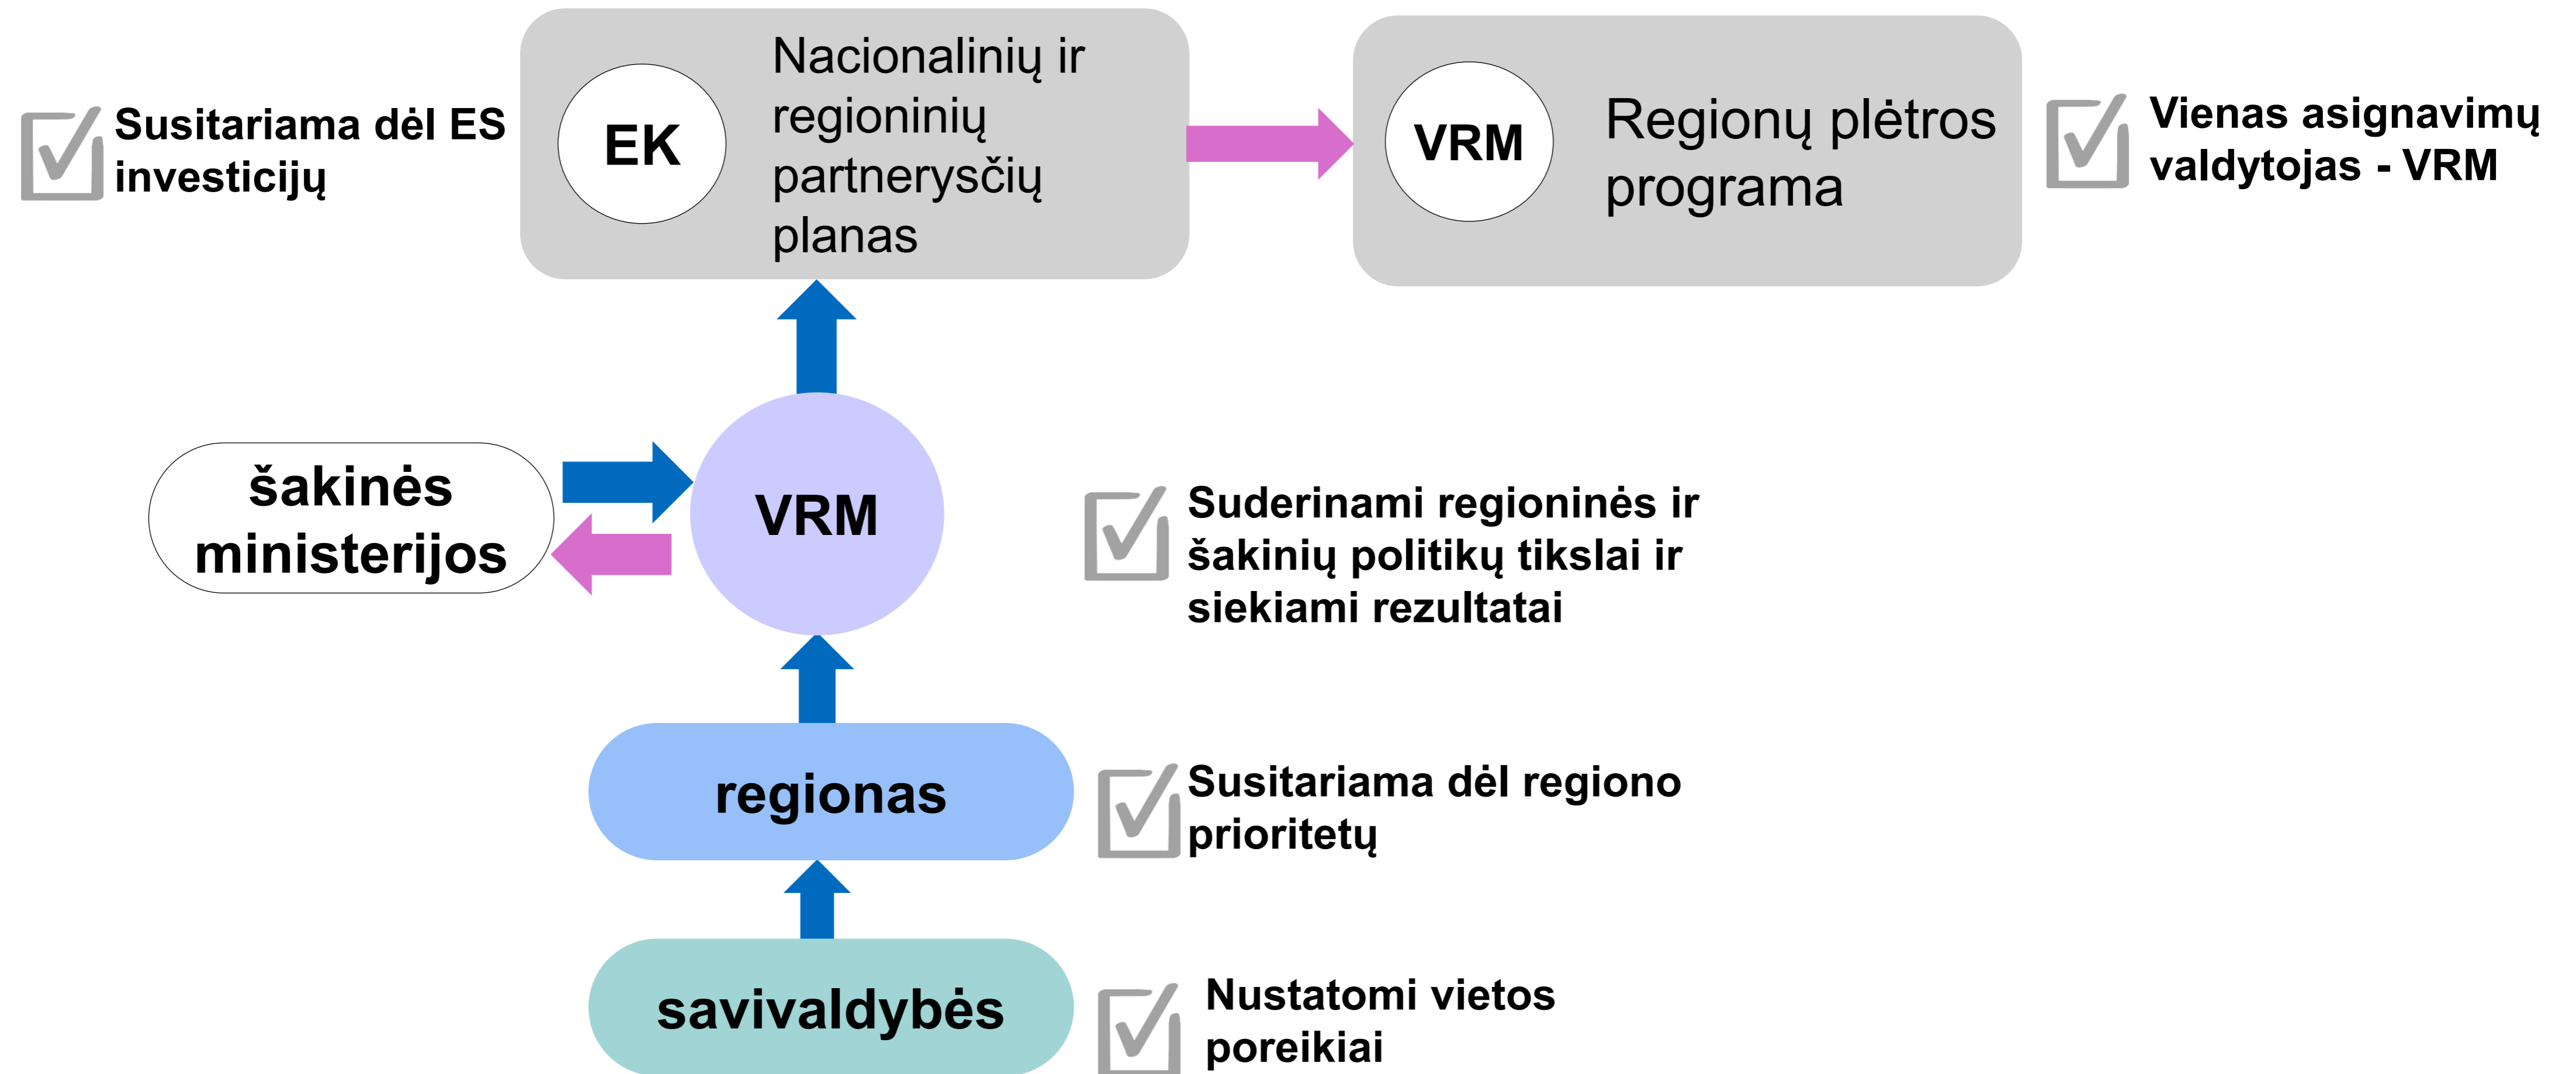 Susitariama dėl ES
investicijų
EK
Nacionalinių ir
regioninių
partnerysčių
planas
VRM
Regionų plėtros
programa
Vienas asignavimų
valdytojas - VRM
šakinės
ministerijos
VRM
Suderinami regioninės ir
šakinių politikų tikslai ir
siekiami rezultatai
regionas
Susitariama dėl regiono
prioritetų
savivaldybės
Nustatomi vietos
poreikiai